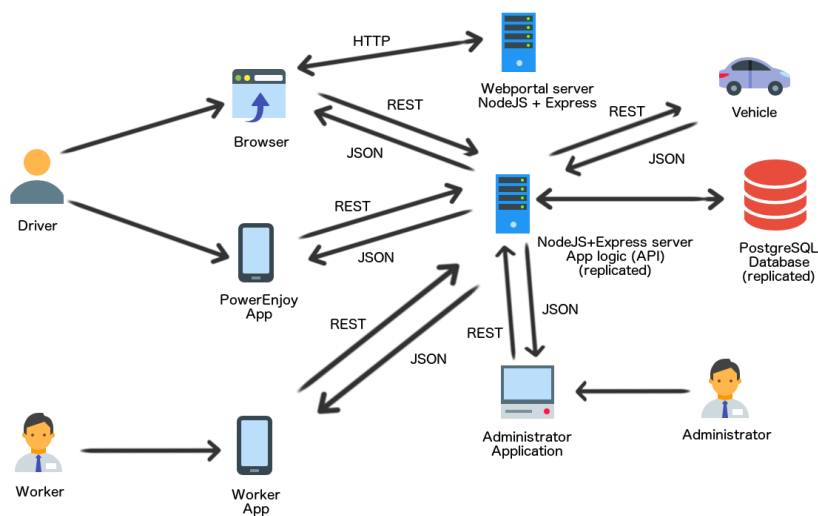 HTTP
Webportal server
NodeJS + Express
Browser
REST
JSON
REST
JSON
Vehicle
Driver
REST
JSON
NodeJS+Express server
App logic (API)
(replicated)
PostgreSQL
Database
(replicated)
PowerEnjoy
App
REST
JSON
REST
JSON
Administrator
Application
Administrator
Worker
Worker
App